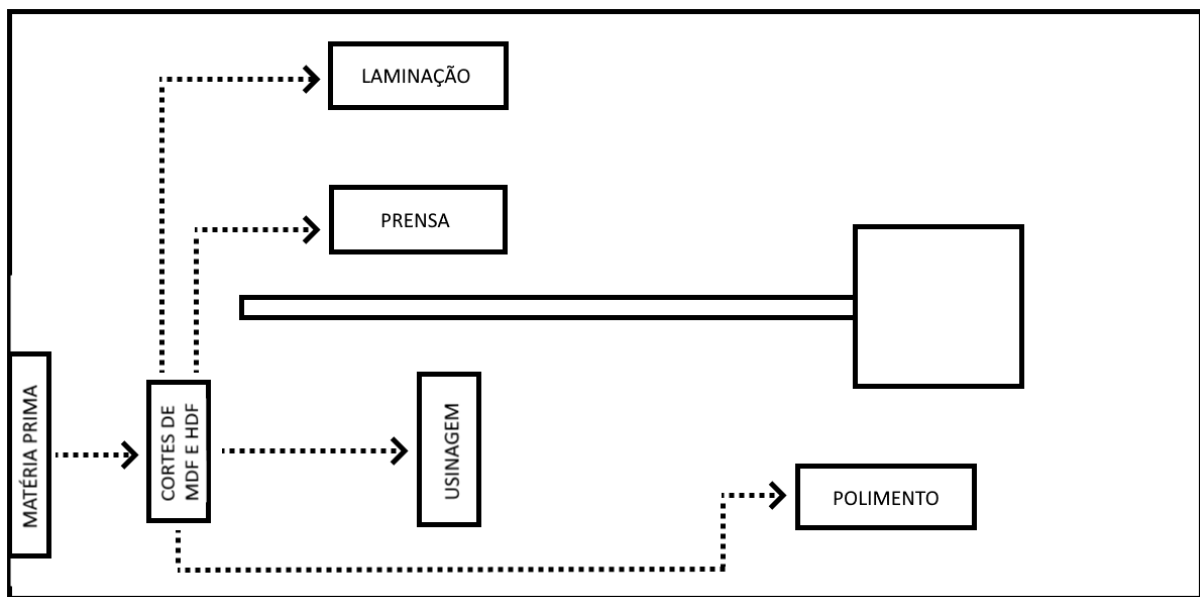 LAMINAÇÃO
PRENSA
MATÉRIA PRIMA
CORTES DE
MDF E HDF
USINAGEM
POLIMENTO